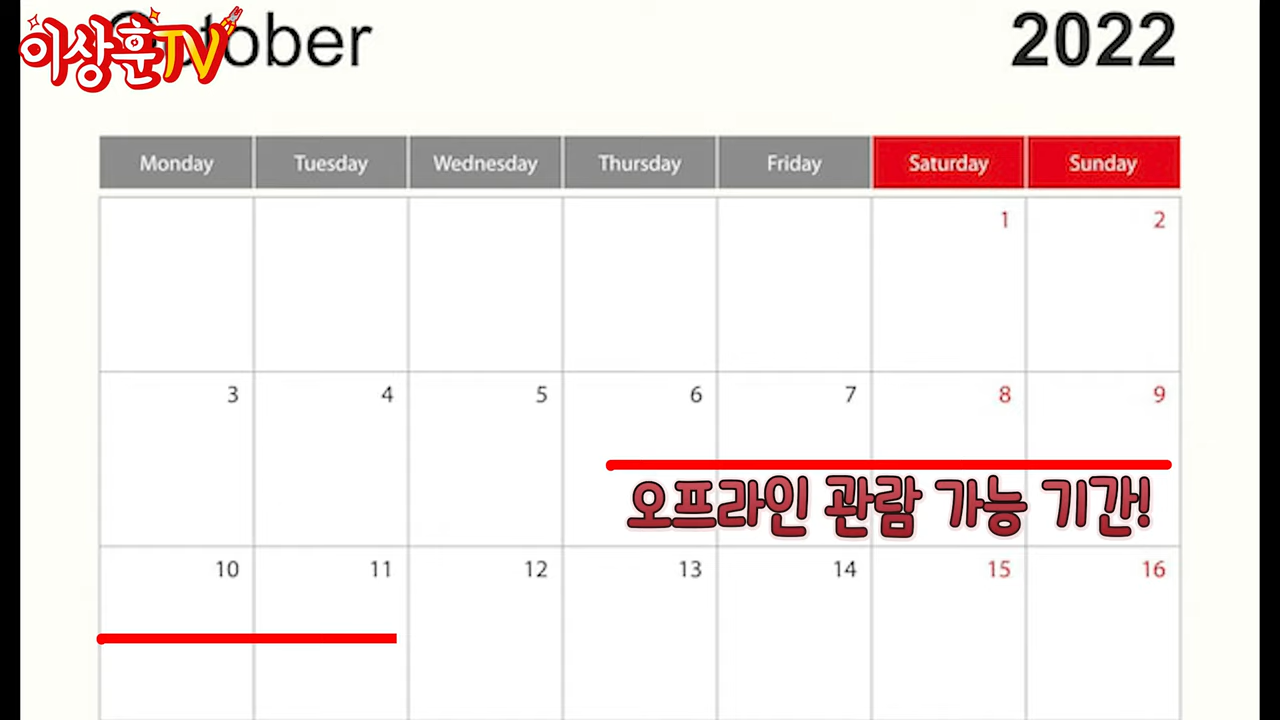 이상훈TV
October 2022
Monday Tuesday Wednesday Thursday Friday Saturday Sunday
1 2
3 4 5 6 7 8 9
오프라인 관람 가능 기간!
10 11 12 13 14 15 16